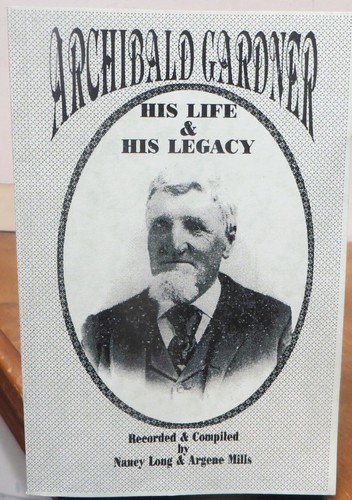 ARCHIBALD GARDNER
HIS LIFE
&
HIS LEGACY
Recorded & Compiled
by
Nancy Long & Argene Mills